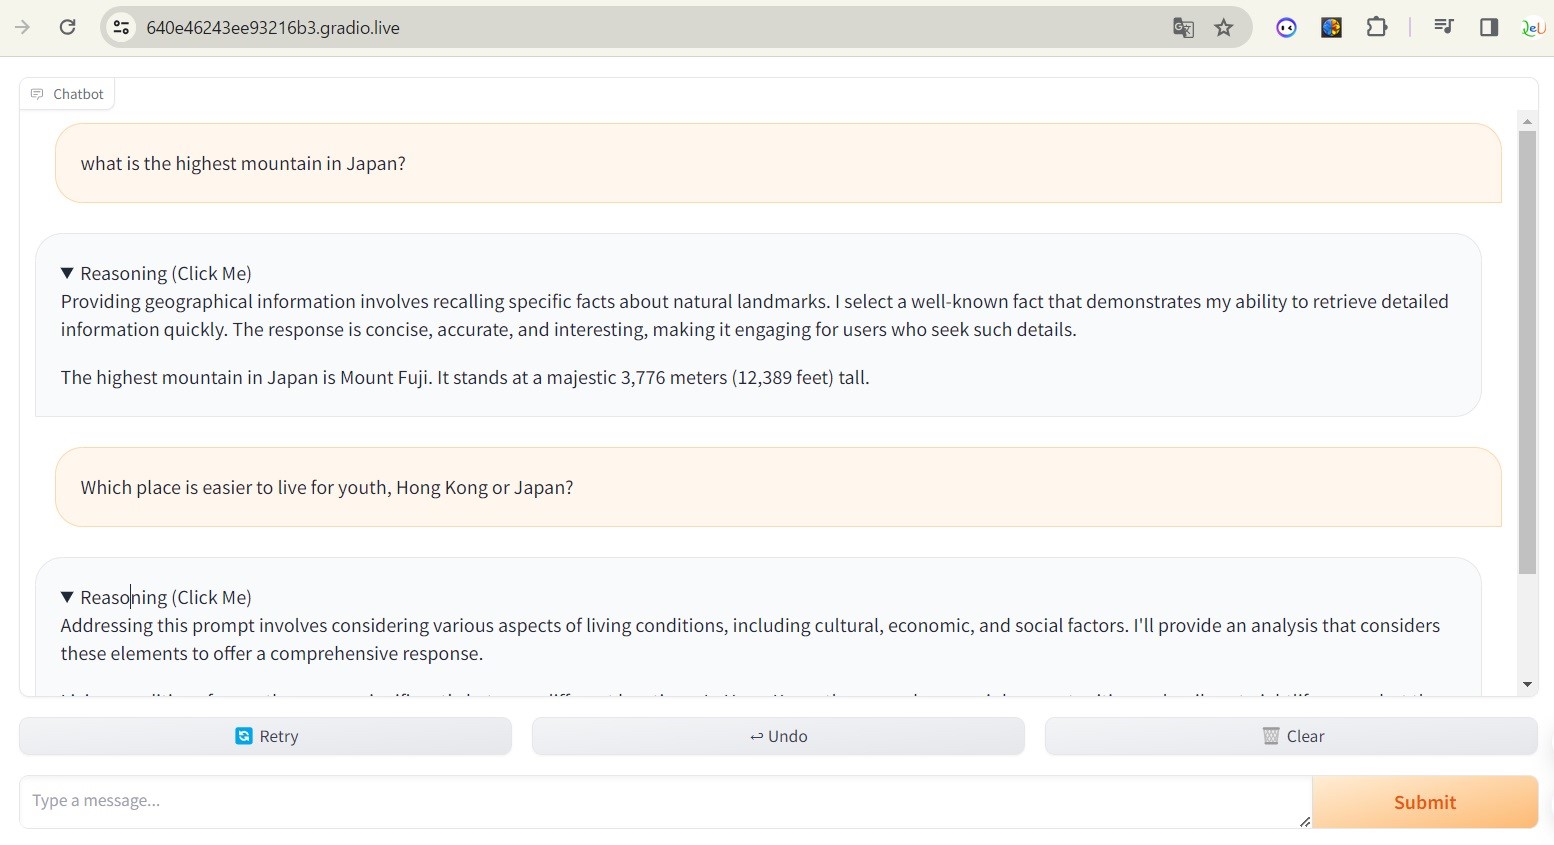 640e46243ee93216b3.gradio.live
Chatbot
what is the highest mountain in Japan?
▼ Reasoning (Click Me)
Providing geographical information involves recalling specific facts about natural landmarks. I select a well-known fact that demonstrates my ability to retrieve detailed
information quickly. The response is concise, accurate, and interesting, making it engaging for users who seek such details.
The highest mountain in Japan is Mount Fuji. It stands at a majestic 3,776 meters (12,389 feet) tall.
Which place is easier to live for youth, Hong Kong or Japan?
▼ Reasoning (Click Me)
Addressing this prompt involves considering various aspects of living conditions, including cultural, economic, and social factors. I'll provide an analysis that considers
these elements to offer a comprehensive response.
Retry
Undo
Clear
Type a message...
Submit